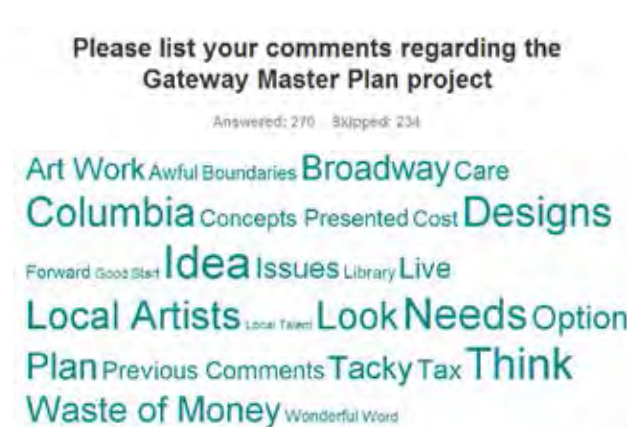 Please list your comments regarding the
Gateway Master Plan project
Answered: 270 Skipped: 234
Art Work Awful Boundaries Broadway Care
Columbia Concepts Presented Cost Designs
Forward Good Start Idea Issues Library Live
Local Artists Local Talent Look Needs Option
Plan Previous Comments Tacky Tax Think
Waste of Money Wonderful Word